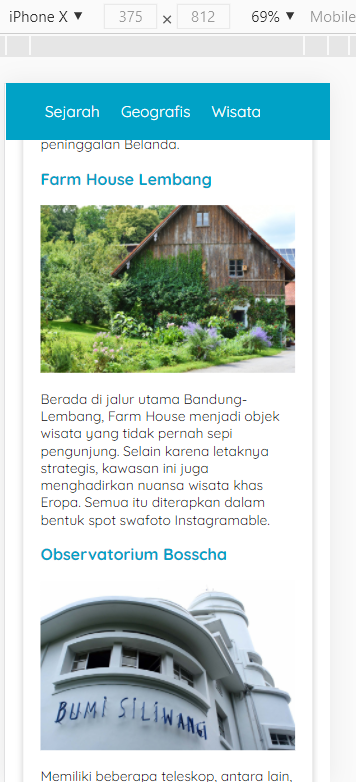 iPhone X ▼ 375 × 812 69% ▼ Mobile
Sejarah Geografis Wisata
peninggalan Belanda.
Farm House Lembang
Berada di jalur utama Bandung-
Lembang, Farm House menjadi objek
wisata yang tidak pernah sepi
pengunjung. Selain karena letaknya
strategis, kawasan ini juga
menghadirkan nuansa wisata khas
Eropa. Semua itu diterapkan dalam
bentuk spot swafoto Instagramable.
Observatorium Bosscha
BUMI SILIWANGI
Memiliki beberapa teleskop, antara lain,